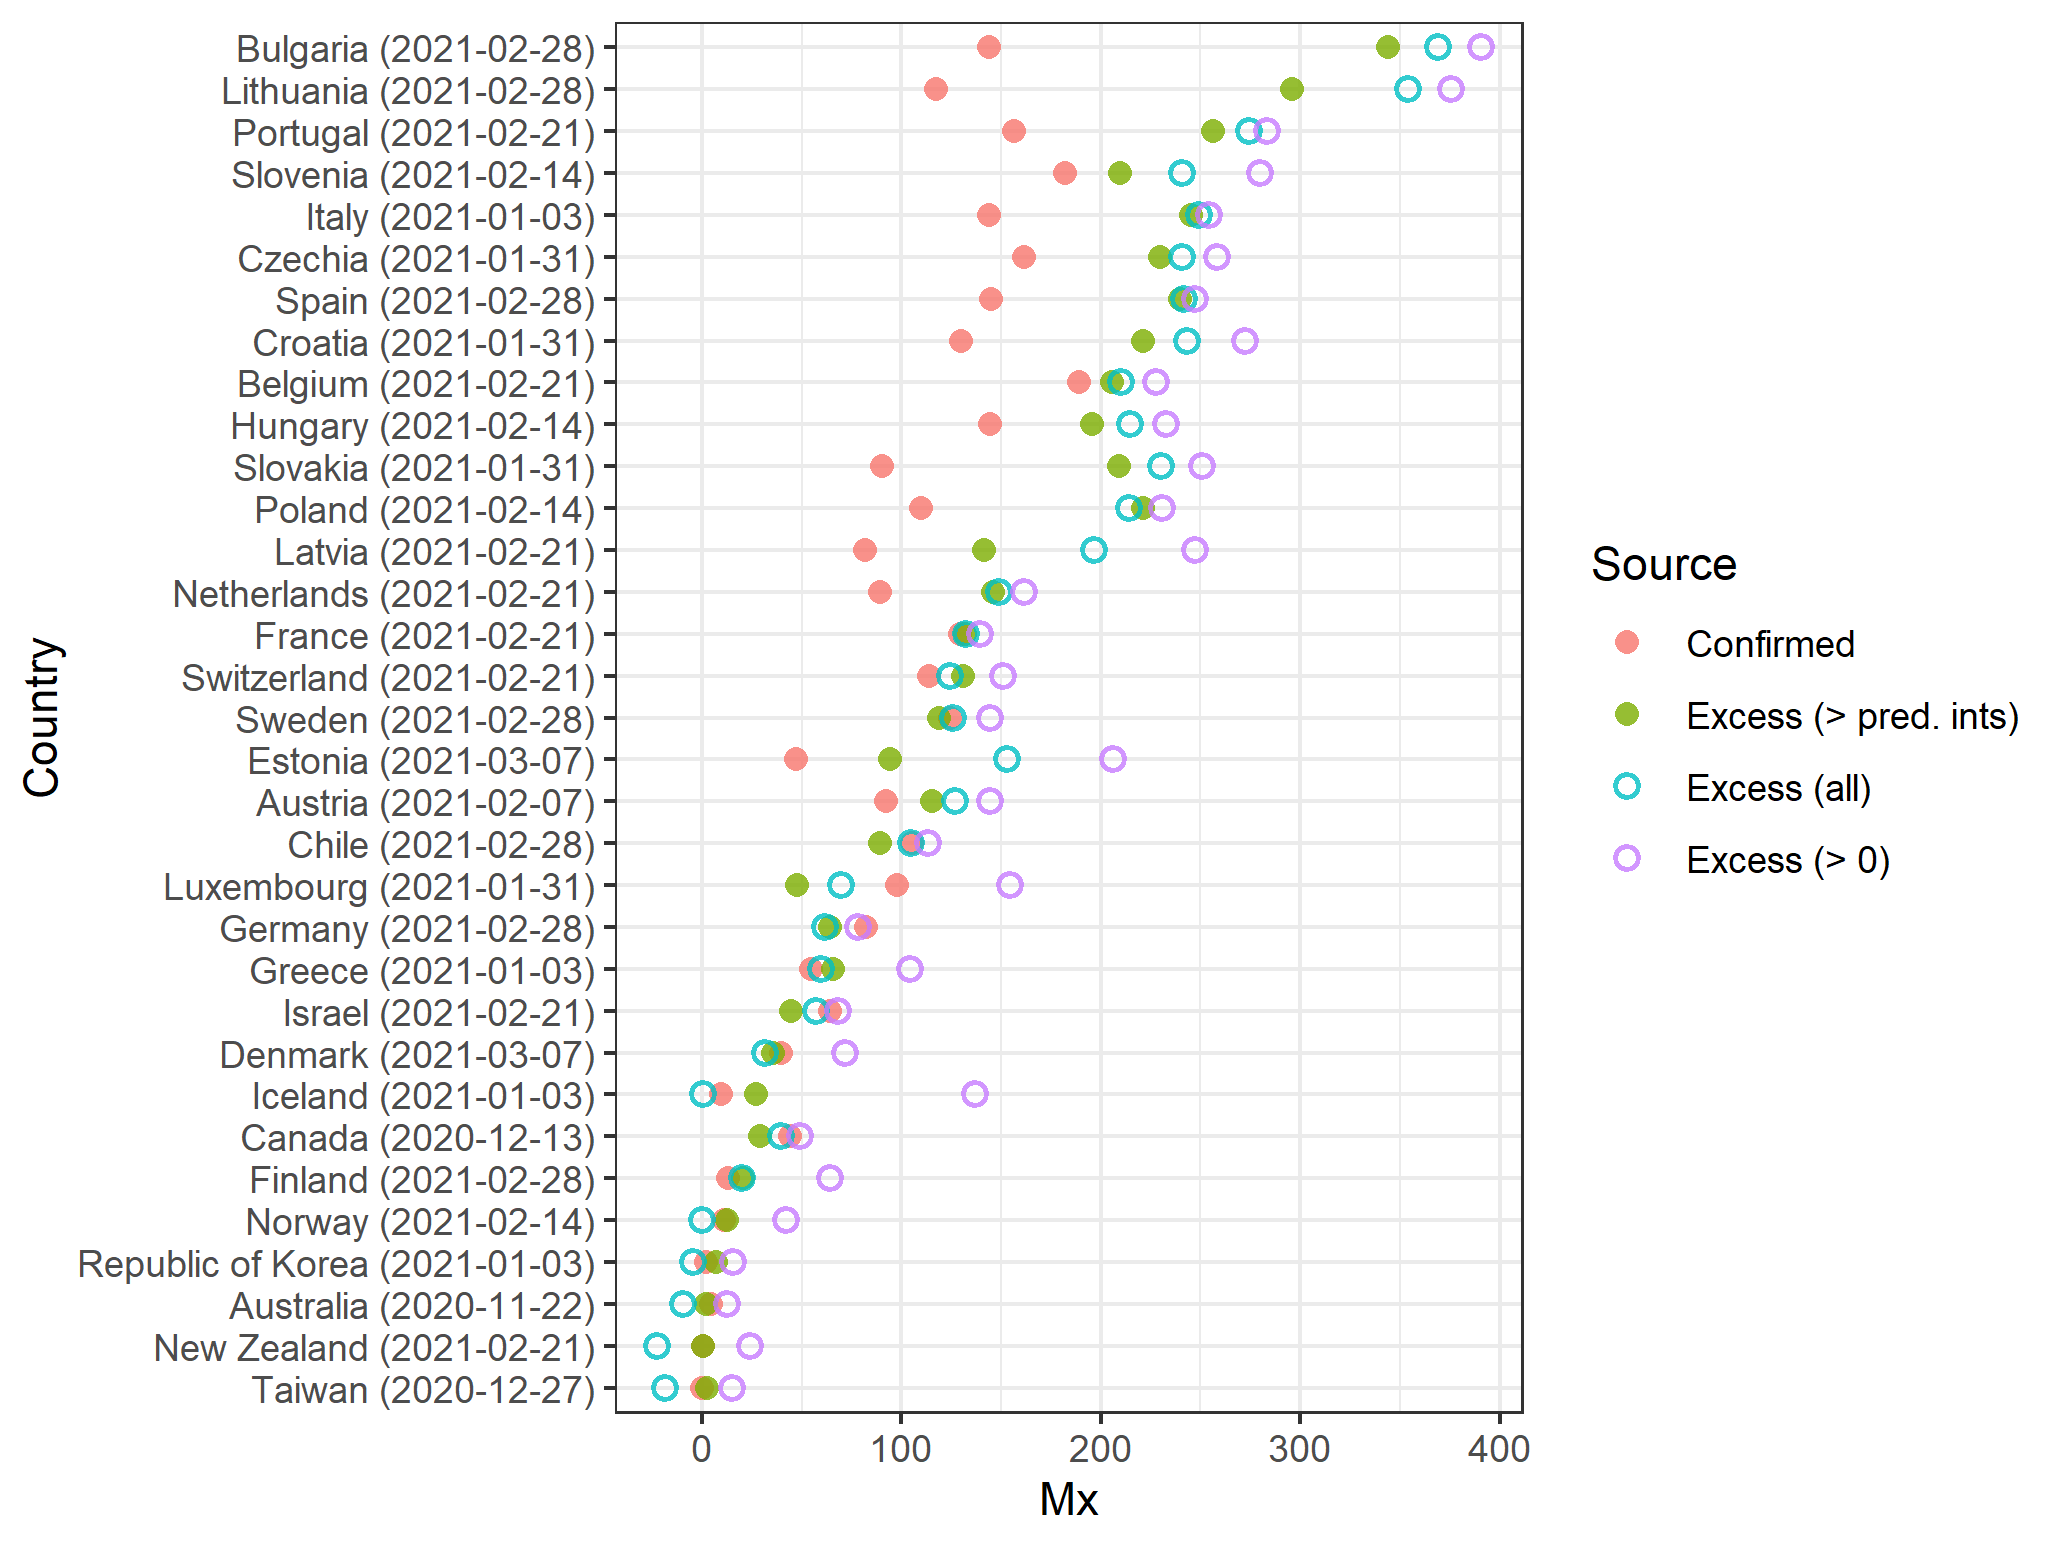 Bulgaria (2021-02-28)
Lithuania (2021-02-28)
Portugal (2021-02-21)
Slovenia (2021-02-14)
Italy (2021-01-03)
Czechia (2021-01-31)
Spain (2021-02-28)
Croatia (2021-01-31)
Belgium (2021-02-21)
Hungary (2021-02-14)
Slovakia (2021-01-31)
Poland (2021-02-14)
Latvia (2021-02-21)
Netherlands (2021-02-21)
France (2021-02-21)
Switzerland (2021-02-21)
Sweden (2021-02-28)
Estonia (2021-03-07)
Austria (2021-02-07)
Chile (2021-02-28)
Luxembourg (2021-01-31)
Germany (2021-02-28)
Greece (2021-01-03)
Israel (2021-02-21)
Denmark (2021-03-07)
Iceland (2021-01-03)
Canada (2020-12-13)
Finland (2021-02-28)
Norway (2021-02-14)
Republic of Korea (2021-01-03)
Australia (2020-11-22)
New Zealand (2021-02-21)
Taiwan (2020-12-27)
Country
0 100 200 300 400
Mx
Source
Confirmed
Excess (> pred. ints)
Excess (all)
Excess (> 0)